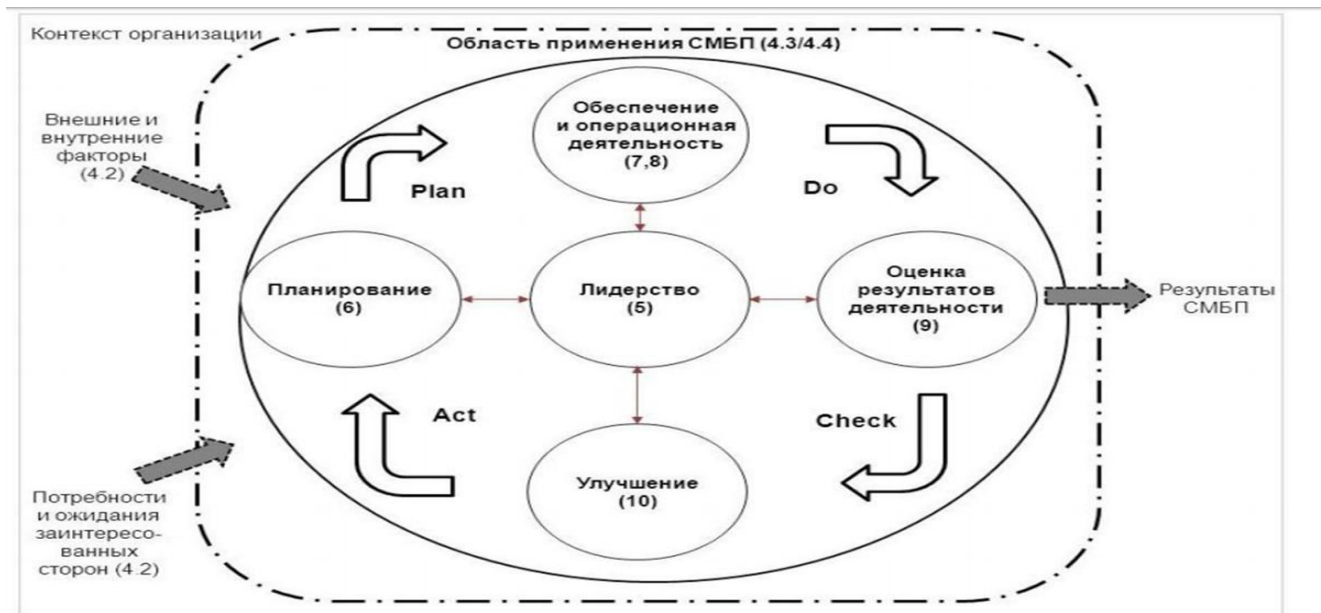 Контекст организации
Область применения СМБП (4.3/4.4)
Внешние и
внутренние
факторы
(4.2)
Обеспечение
и операционная
деятельность
(7,8)
Plan
Do
Планирование
(6)
Лидерство
(5)
Оценка
результатов
деятельности
(9)
Результаты
СМБП
Act
Check
Улучшение
(10)
Потребности
и ожидания
заинтересо-
ванных
сторон (4.2)